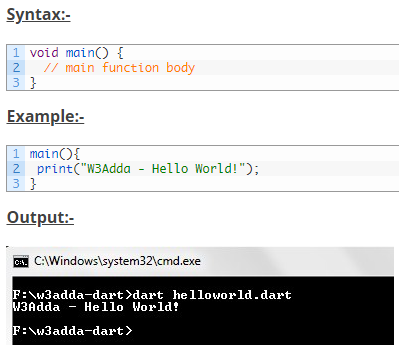 Syntax:-
1 void main() {
2 // main function body
3 }
Example:-
1 main(){
2 print("W3Adda - Hello World!");
3 }
Output:-
C:\. C:\Windows\system32\cmd.exe
F:\w3adda-dart>dart helloworld.dart
W3Adda - Hello World!
F:\w3adda-dart>